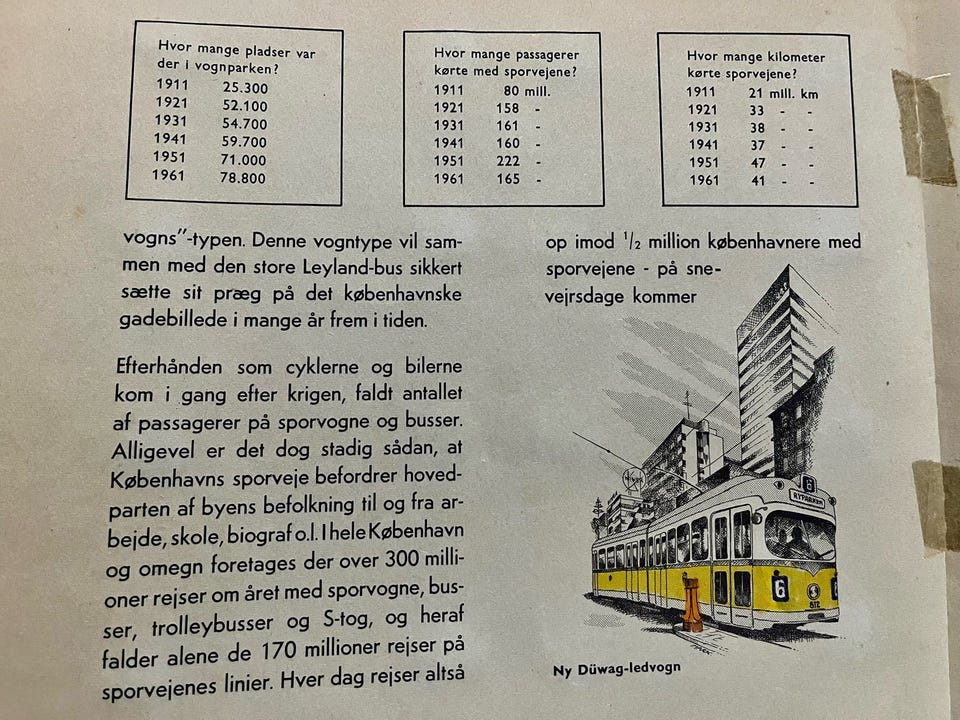 Hvor mange pladser var
der i vognparken?
1911 25.300
1921 52.100
1931 54.700
1941 59.700
1951 71.000
1961 78.800
Hvor mange passagerer
kørte med sporvejene?
1911 80 mill.
1921 158 -
1931 161 -
1941 160 -
1951 222 -
1961 165 -
Hvor mange kilometer
kørte sporvejene?
1911 21 mill. km
1921 33 - -
1931 38 - -
1941 37 - -
1951 47 - -
1961 41 - -
vogns"-typen. Denne vogntype vil sam-
men med den store Leyland-bus sikkert
sætte sit præg på det københavnske
gadebillede i mange år frem i tiden.
Efterhånden som cyklerne og bilerne
kom i gang efter krigen, faldt antallet
af passagerer på sporvogne og busser.
Alligevel er det dog stadig sådan, at
Københavns sporveje befordrer hoved-
parten af byens befolkning til og fra ar-
bejde, skole, biograf o.l. I hele København
og omegn foretages der over 300 milli-
oner rejser om året med sporvogne, bus-
ser, trolleybusser og S-tog, og heraf
falder alene de 170 millioner rejser på
sporvejenes linier. Hver dag rejser altså
op imod 1/2 million københavnere med
sporvejene - på sne-
vejrsdage kommer
6
RYPARKEN
6
812
Ny Düwag-ledvogn